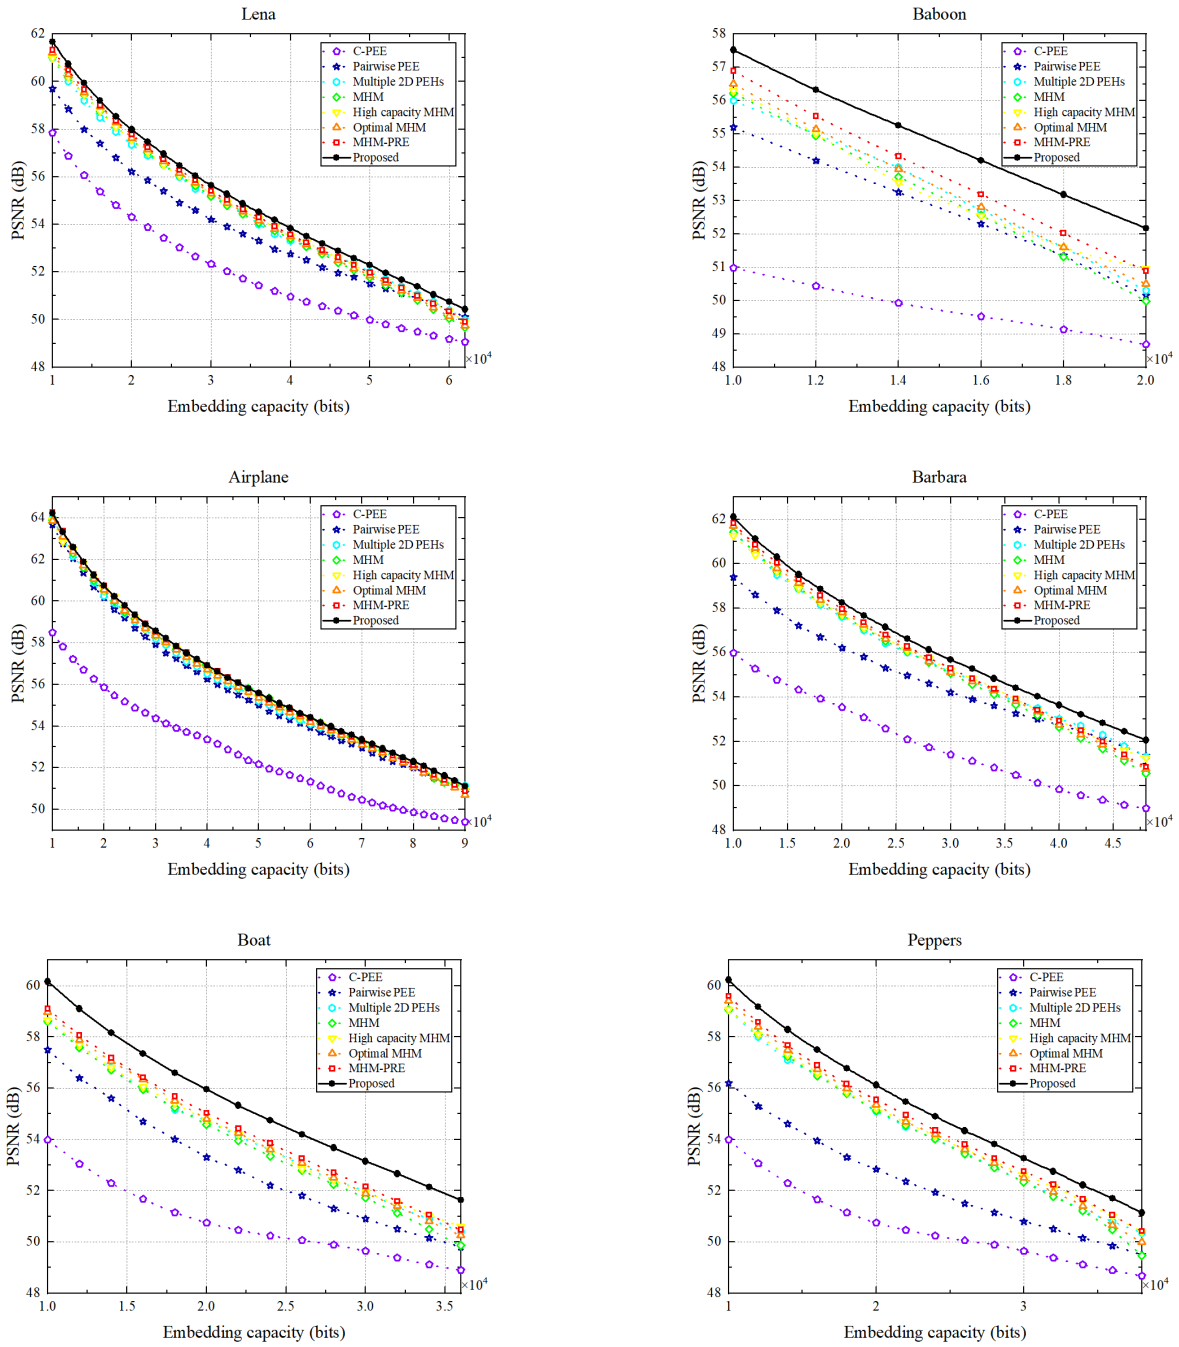 Lena
62
60
58
56
54
52
50
48
PSNR (dB)
C-PEE
Pairwise PEE
Multiple 2D PEHs
MHM
High capacity MHM
Optimal MHM
MHM-PRE
Proposed
×10⁴
1 2 3 4 5 6
Embedding capacity (bits)
Baboon
58
57
56
55
54
53
52
51
50
49
48
PSNR (dB)
C-PEE
Pairwise PEE
Multiple 2D PEHs
MHM
High capacity MHM
Optimal MHM
MHM-PRE
Proposed
×10⁴
1.0 1.2 1.4 1.6 1.8 2.0
Embedding capacity (bits)
Airplane
64
62
60
58
56
54
52
50
PSNR (dB)
C-PEE
Pairwise PEE
Multiple 2D PEHs
MHM
High capacity MHM
Optimal MHM
MHM-PRE
Proposed
×10⁴
1 2 3 4 5 6 7 8 9
Embedding capacity (bits)
Barbara
62
60
58
56
54
52
50
48
PSNR (dB)
C-PEE
Pairwise PEE
Multiple 2D PEHs
MHM
High capacity MHM
Optimal MHM
MHM-PRE
Proposed
×10⁴
1.0 1.5 2.0 2.5 3.0 3.5 4.0 4.5
Embedding capacity (bits)
Boat
60
58
56
54
52
50
48
PSNR (dB)
C-PEE
Pairwise PEE
Multiple 2D PEHs
MHM
High capacity MHM
Optimal MHM
MHM-PRE
Proposed
×10⁴
1.0 1.5 2.0 2.5 3.0 3.5
Embedding capacity (bits)
Peppers
60
58
56
54
52
50
48
PSNR (dB)
C-PEE
Pairwise PEE
Multiple 2D PEHs
MHM
High capacity MHM
Optimal MHM
MHM-PRE
Proposed
×10⁴
1 2 3
Embedding capacity (bits)